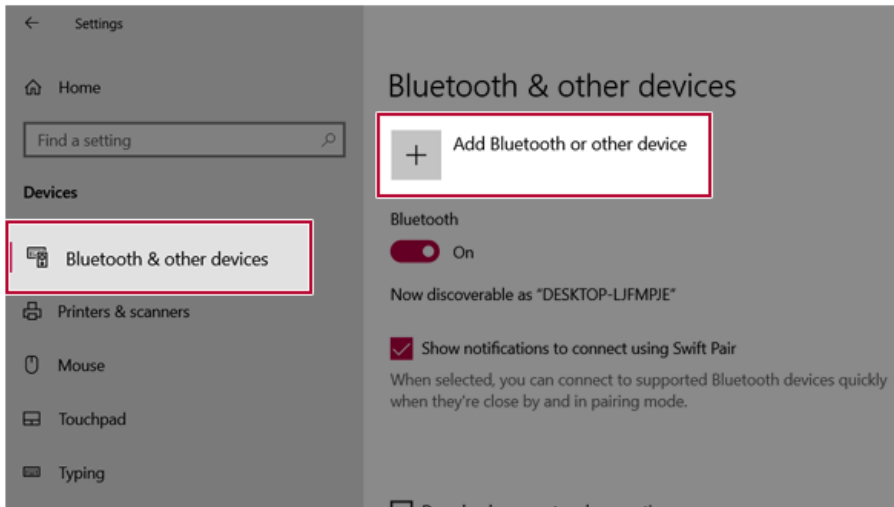 Settings
Home
Find a setting
Devices
Bluetooth & other devices
Printers & scanners
Mouse
Touchpad
Typing
Bluetooth & other devices
Add Bluetooth or other device
Bluetooth
On
Now discoverable as “DESKTOP-LJFMPJE”
Show notifications to connect using Swift Pair
When selected, you can connect to supported Bluetooth devices quickly
when they're close by and in pairing mode.